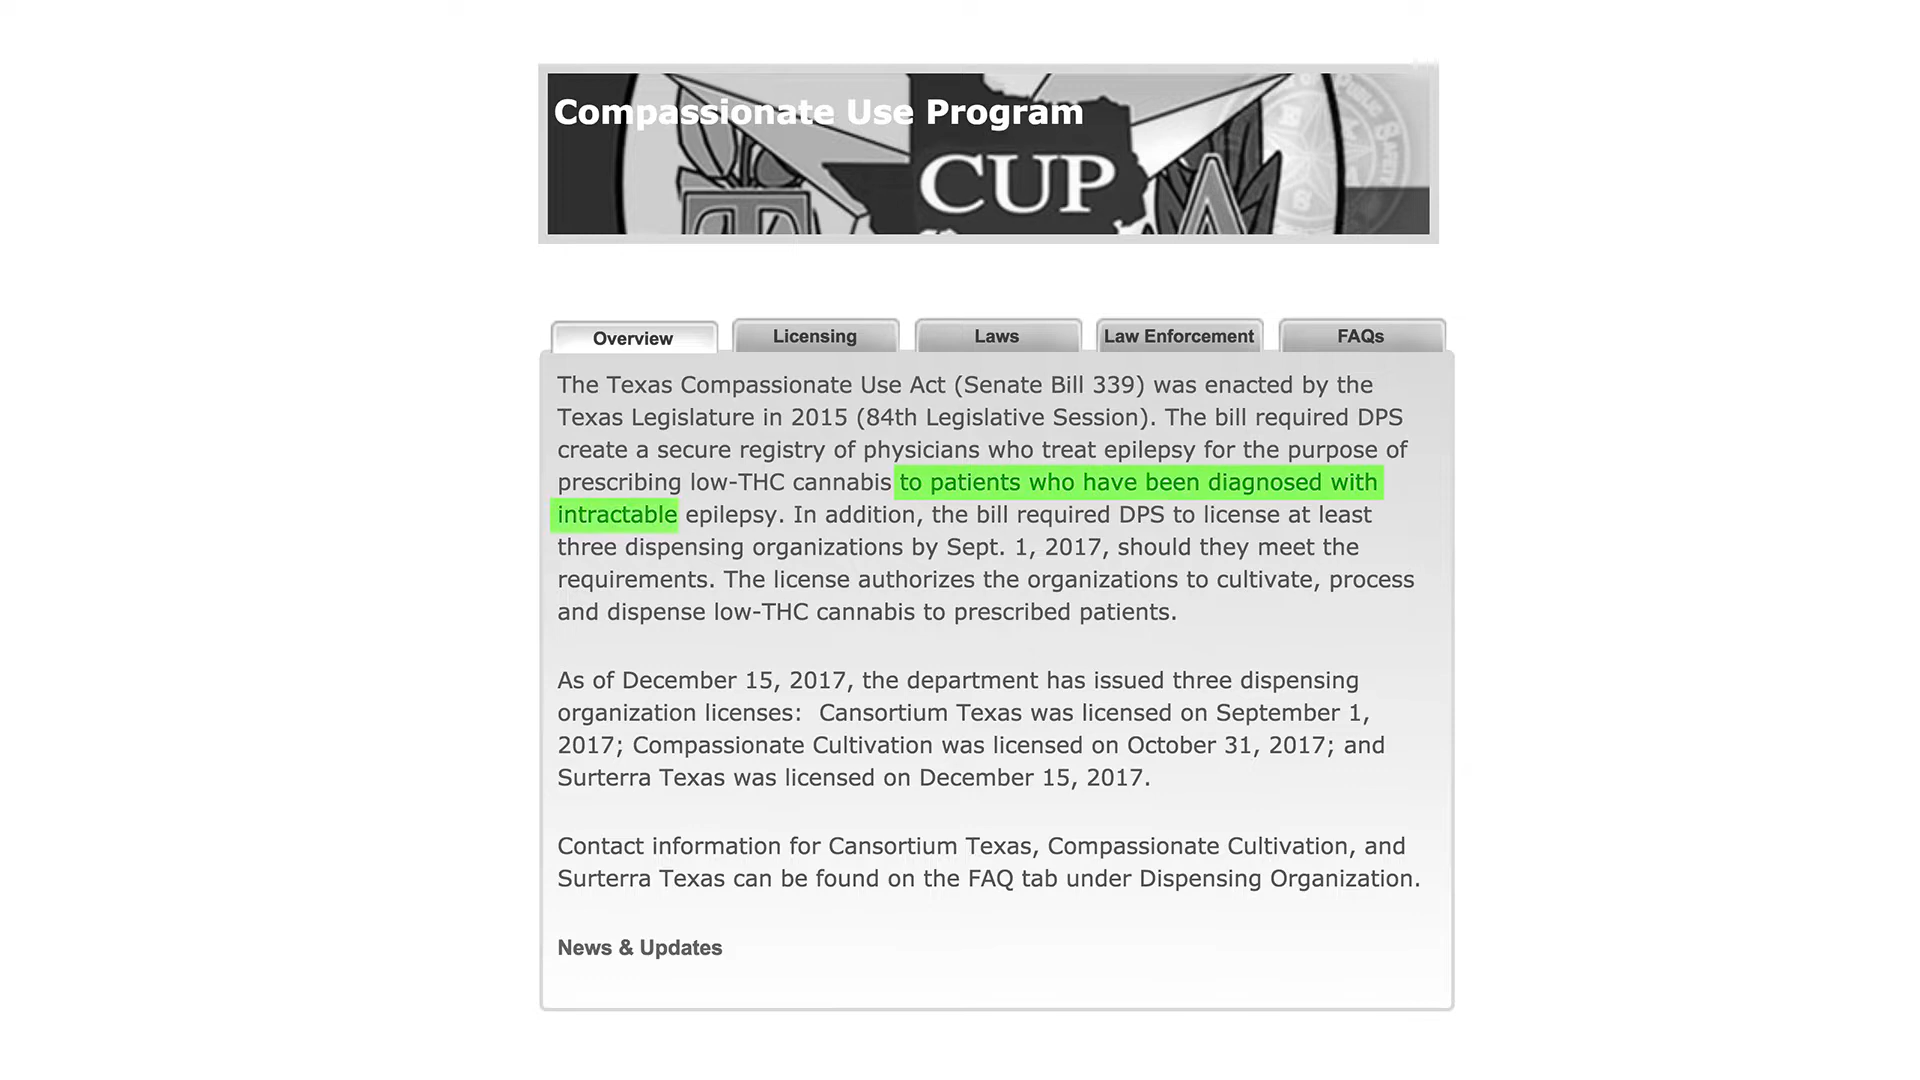 Compassionate Use Program
CUP
T
A
Overview
Licensing
Laws
Law Enforcement
FAQs
The Texas Compassionate Use Act (Senate Bill 339) was enacted by the
Texas Legislature in 2015 (84th Legislative Session). The bill required DPS
create a secure registry of physicians who treat epilepsy for the purpose of
prescribing low-THC cannabis to patients who have been diagnosed with
intractable epilepsy. In addition, the bill required DPS to license at least
three dispensing organizations by Sept. 1, 2017, should they meet the
requirements. The license authorizes the organizations to cultivate, process
and dispense low-THC cannabis to prescribed patients.
As of December 15, 2017, the department has issued three dispensing
organization licenses:  Cansortium Texas was licensed on September 1,
2017; Compassionate Cultivation was licensed on October 31, 2017; and
Surterra Texas was licensed on December 15, 2017.
Contact information for Cansortium Texas, Compassionate Cultivation, and
Surterra Texas can be found on the FAQ tab under Dispensing Organization.
News & Updates